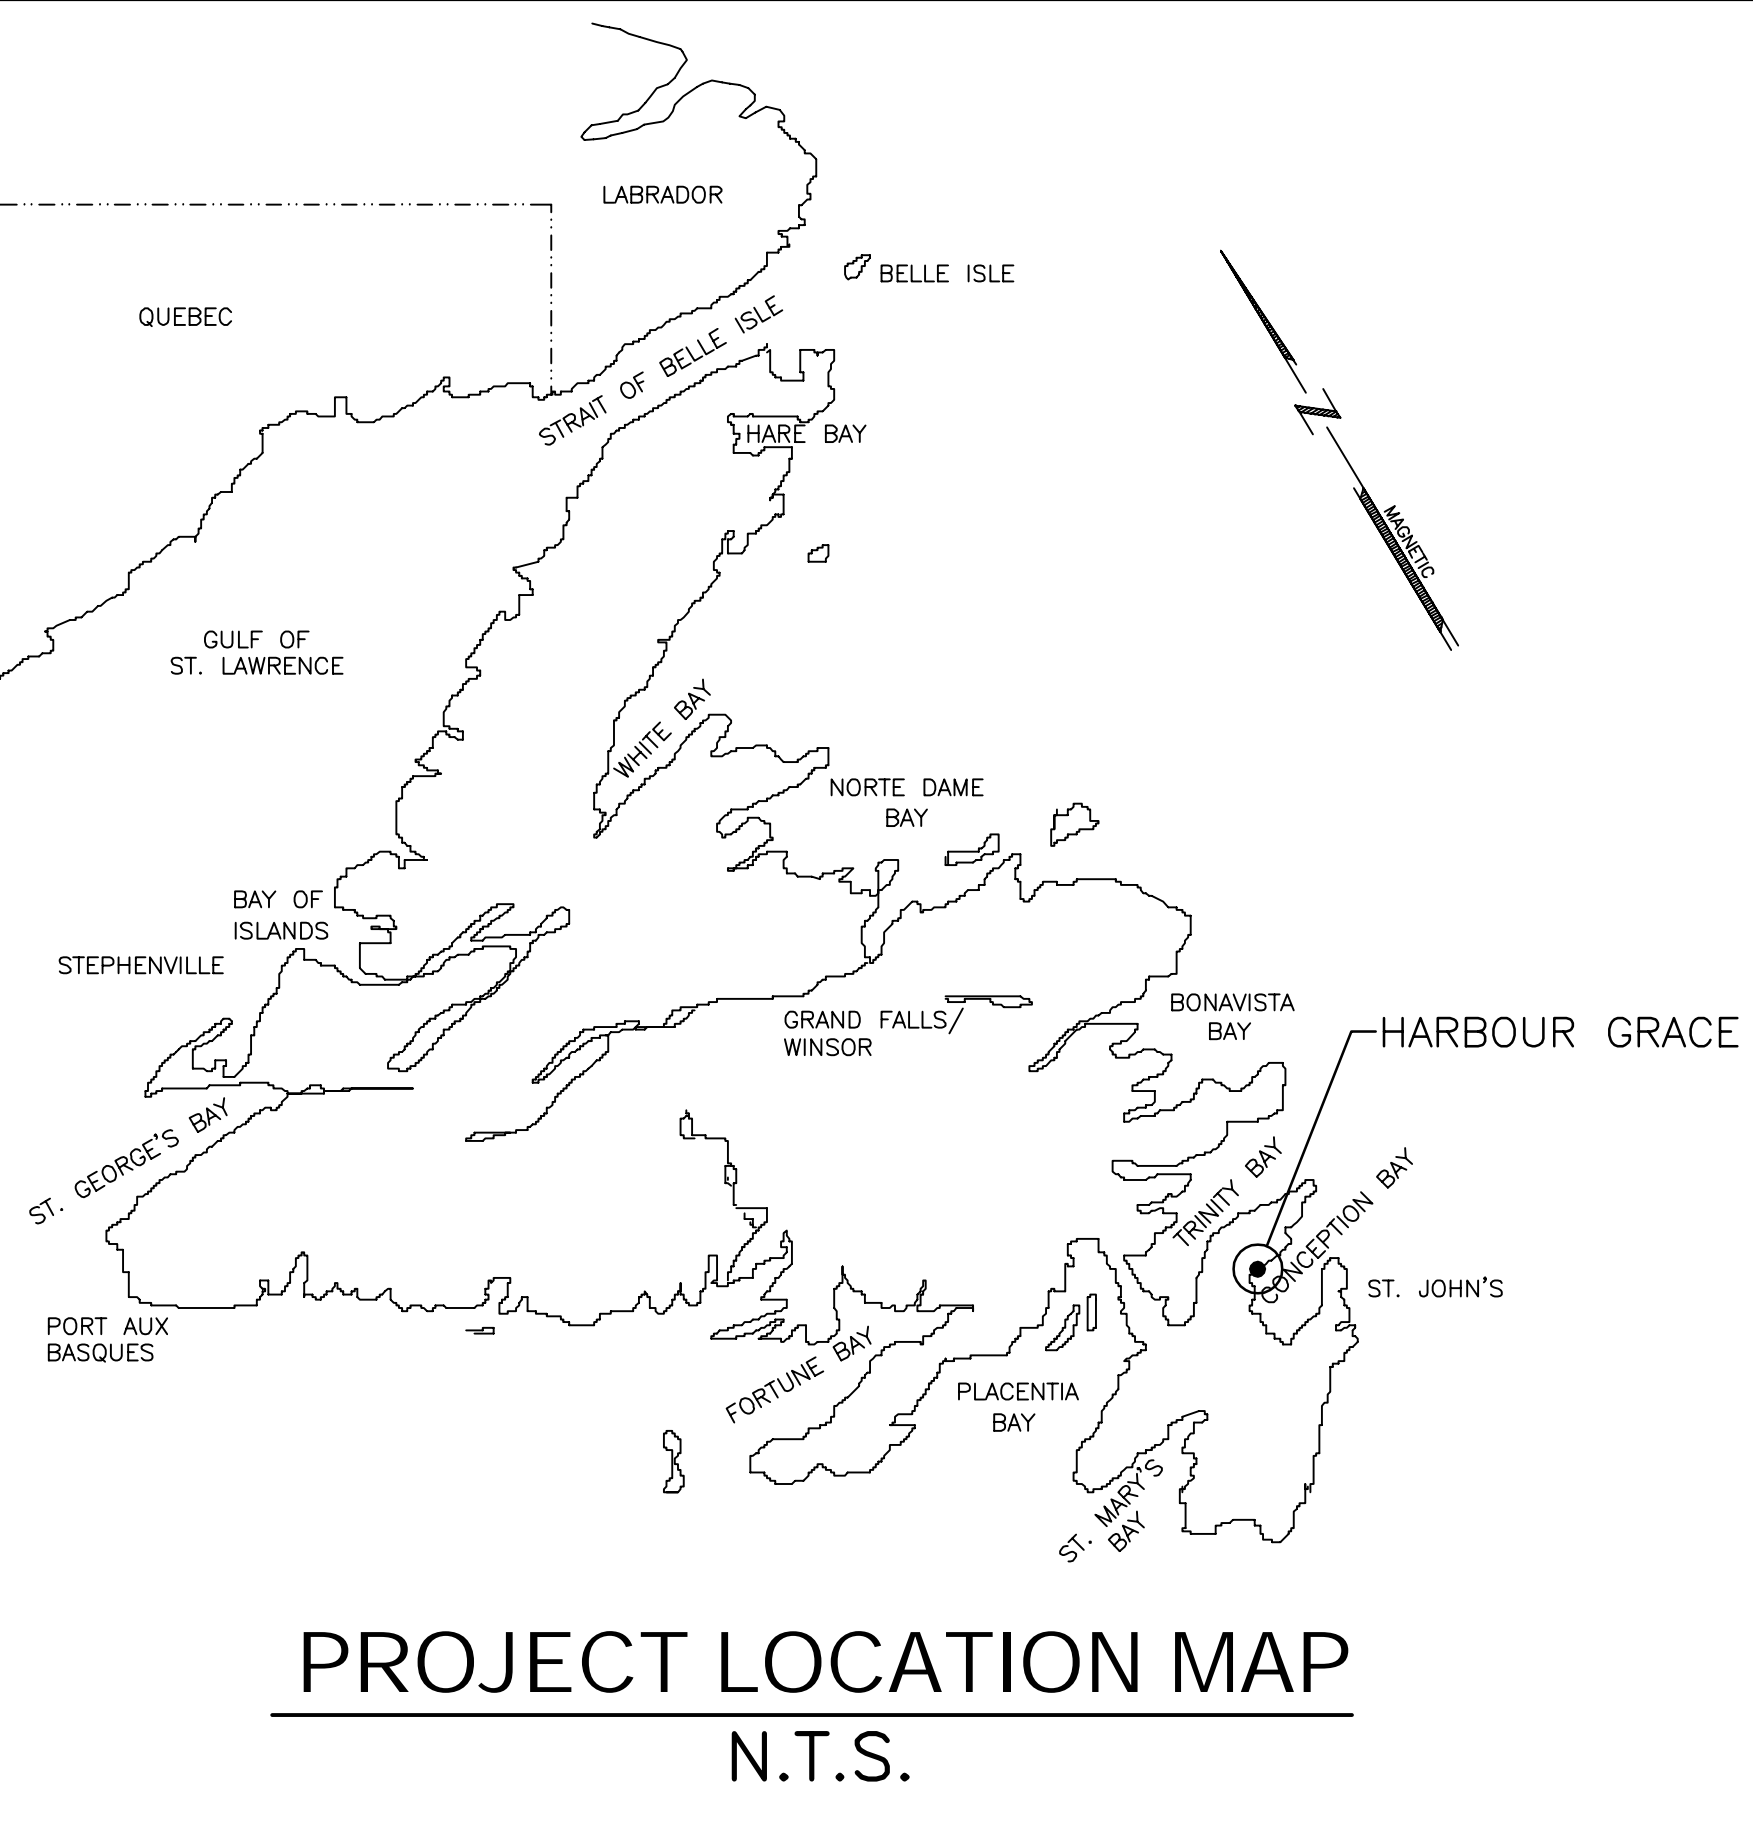 LABRADOR
BELLE ISLE
QUEBEC
STRAIT OF BELLE ISLE
HARE BAY
N
MAGNETIC
GULF OF
ST. LAWRENCE
WHITE BAY
NORTE DAME
BAY
BAY OF
ISLANDS
STEPHENVILLE
GRAND FALLS/
WINSOR
BONAVISTA
BAY
HARBOUR GRACE
ST. GEORGE'S BAY
TRINITY BAY
CONCEPTION BAY
ST. JOHN'S
PORT AUX
BASQUES
FORTUNE BAY
PLACENTIA
BAY
ST. MARY'S
BAY
PROJECT LOCATION MAP
N.T.S.